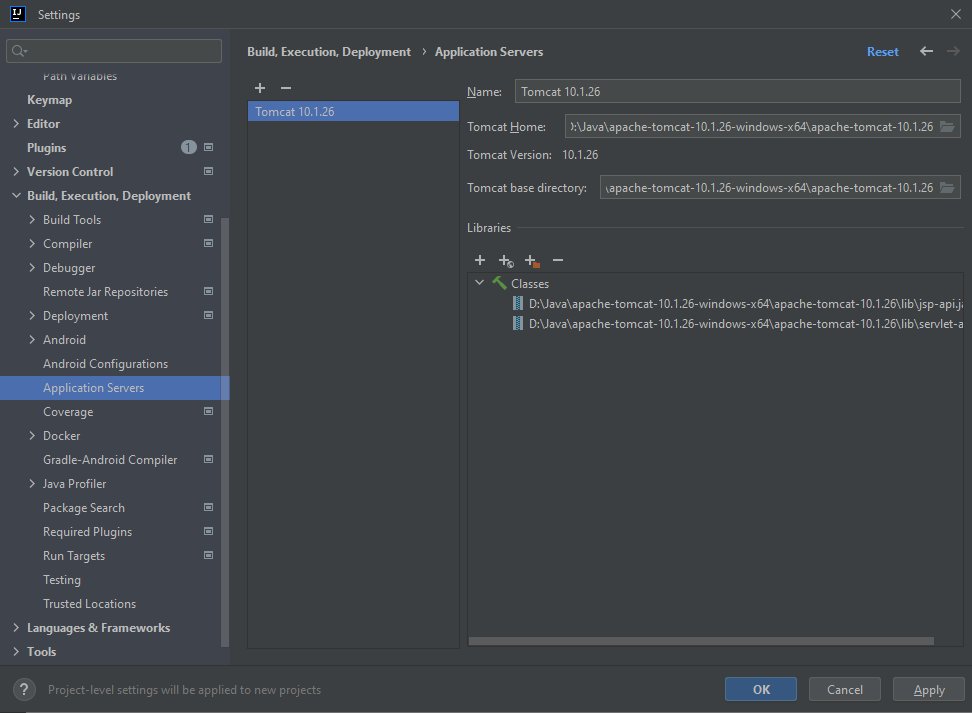 IJ
Settings
Path Variables
Keymap
Editor
Plugins 1
Version Control
Build, Execution, Deployment
Build Tools
Compiler
Debugger
Remote Jar Repositories
Deployment
Android
Android Configurations
Application Servers
Coverage
Docker
Gradle-Android Compiler
Java Profiler
Package Search
Required Plugins
Run Targets
Testing
Trusted Locations
Languages & Frameworks
Tools
Build, Execution, Deployment › Application Servers
Reset
Tomcat 10.1.26
Name: Tomcat 10.1.26
Tomcat Home: ):\Java\apache-tomcat-10.1.26-windows-x64\apache-tomcat-10.1.26
Tomcat Version: 10.1.26
Tomcat base directory: \apache-tomcat-10.1.26-windows-x64\apache-tomcat-10.1.26
Libraries
Classes
D:\Java\apache-tomcat-10.1.26-windows-x64\apache-tomcat-10.1.26\lib\jsp-api.ja
D:\Java\apache-tomcat-10.1.26-windows-x64\apache-tomcat-10.1.26\lib\servlet-a
? Project-level settings will be applied to new projects
OK
Cancel
Apply